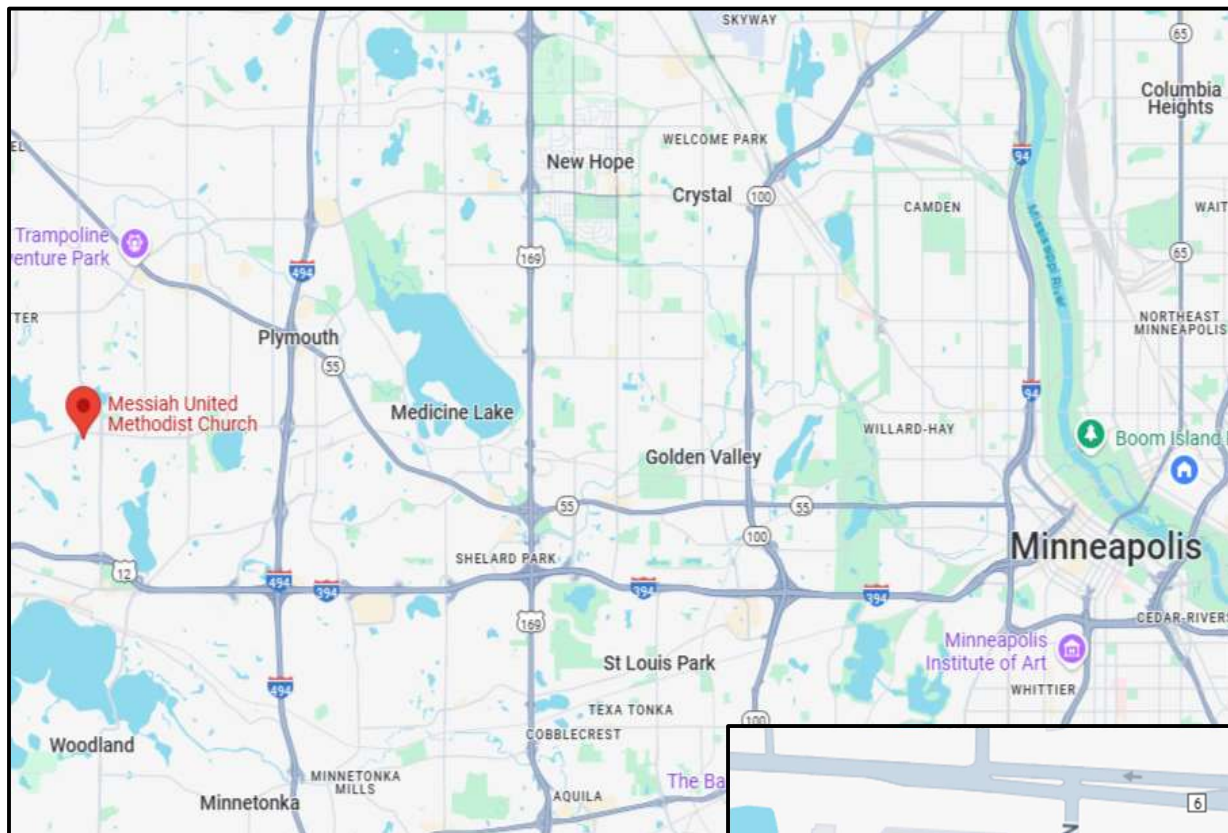 SKYWAY
65
Columbia
Heights
WELCOME PARK
New Hope
94
Crystal
100
CAMDEN
Mississippi River
Trampoline
enture Park
169
494
65
TER
NORTHEAST
MINNEAPOLIS
Plymouth
55
94
Messiah United
Methodist Church
Medicine Lake
WILLARD-HAY
Boom Island
Golden Valley
55
55
100
Minneapolis
SHELARD PARK
12
494
394
394
394
169
CEDAR-RIVERS
Minneapolis
Institute of Art
St Louis Park
494
WHITTIER
TEXA TONKA
100
COBBLECREST
Woodland
MINNETONKA
MILLS
The Ba
Minnetonka
AQUILA
6